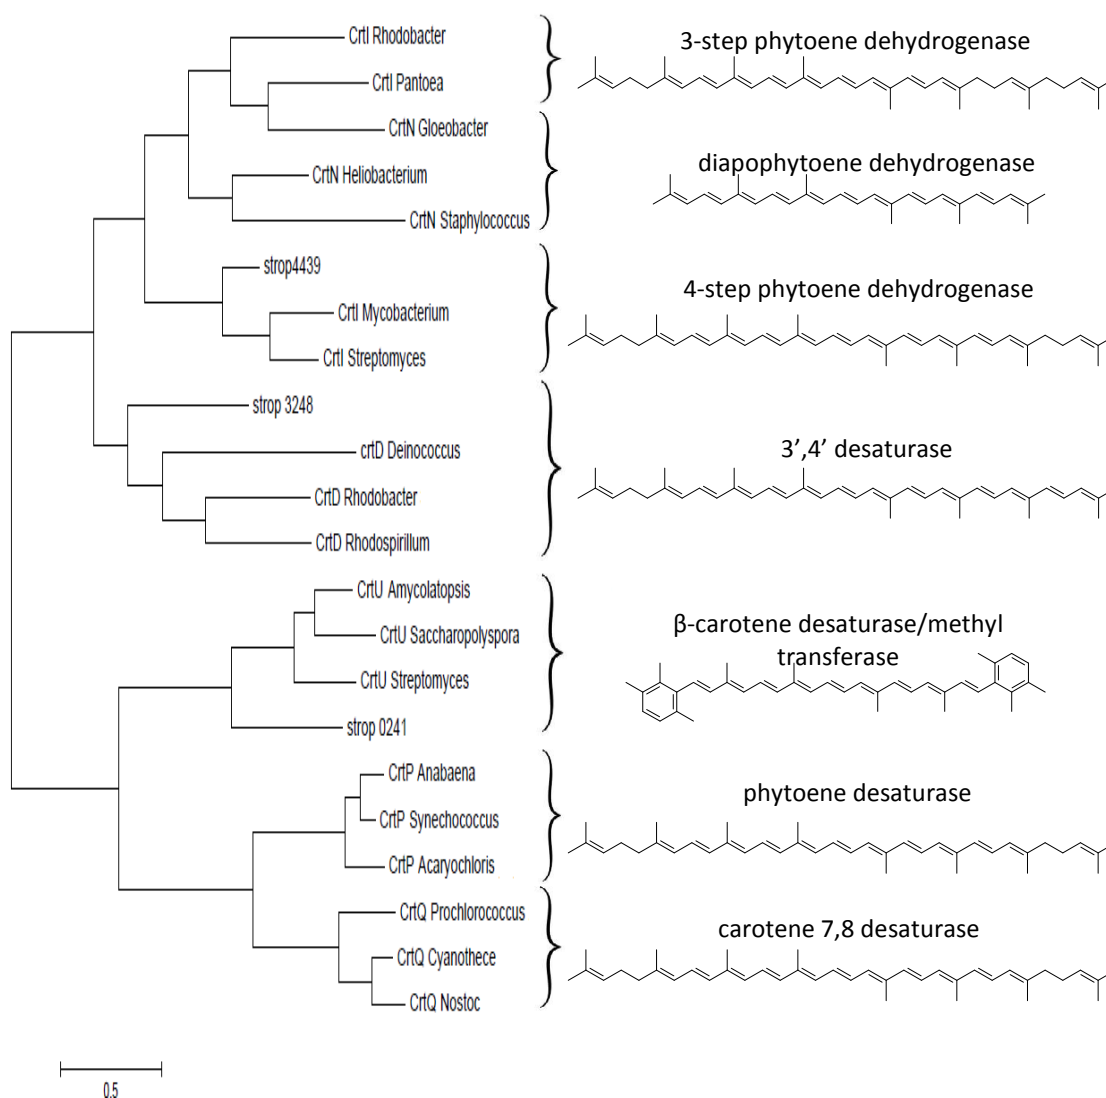 CrtI Rhodobacter
CrtI Pantoea
CrtN Gloeobacter
CrtN Heliobacterium
CrtN Staphylococcus
strop4439
CrtI Mycobacterium
CrtI Streptomyces
strop 3248
crtD Deinococcus
CrtD Rhodobacter
CrtD Rhodospirillum
CrtU Amycolatopsis
CrtU Saccharopolyspora
CrtU Streptomyces
strop 0241
CrtP Anabaena
CrtP Synechococcus
CrtP Acaryochloris
CrtQ Prochlorococcus
CrtQ Cyanothece
CrtQ Nostoc
0.5
3-step phytoene dehydrogenase
diapophytoene dehydrogenase
4-step phytoene dehydrogenase
3’,4’ desaturase
β-carotene desaturase/methyl
transferase
phytoene desaturase
carotene 7,8 desaturase